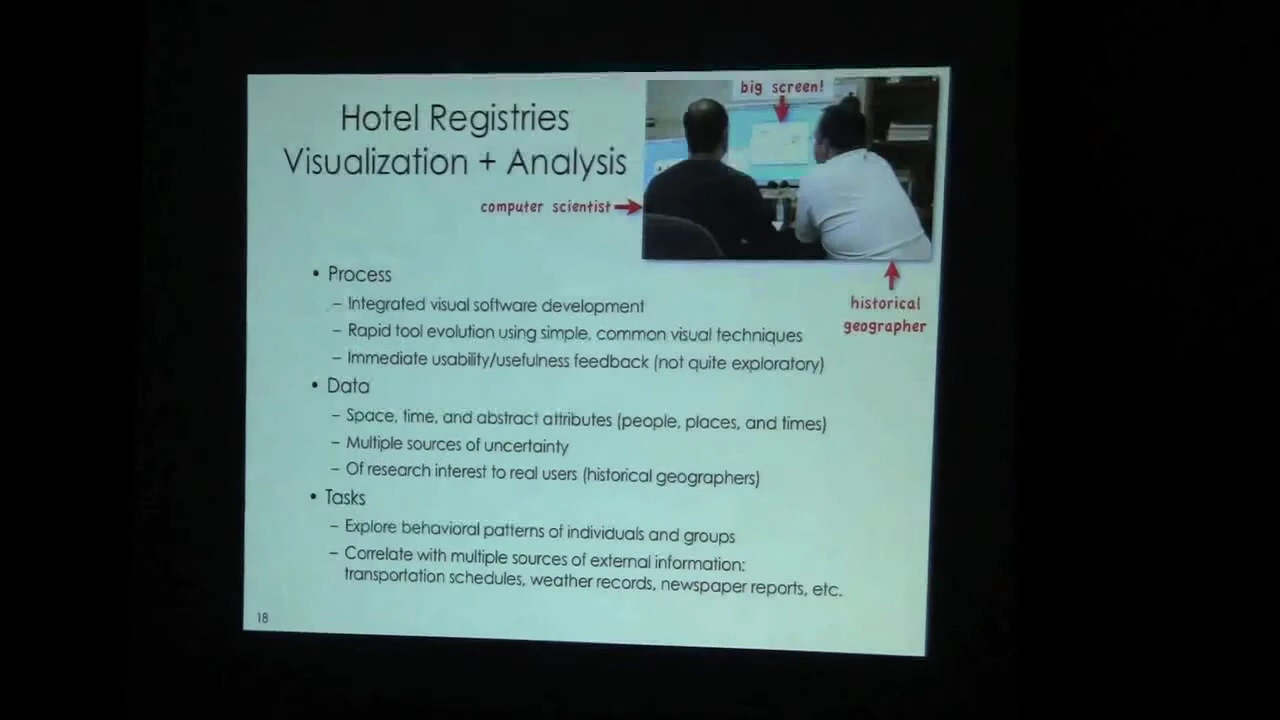 Hotel Registries
Visualization + Analysis
big screen!
computer scientist
historical
geographer
• Process
– Integrated visual software development
– Rapid tool evolution using simple, common visual techniques
– Immediate usability/usefulness feedback (not quite exploratory)
• Data
– Space, time, and abstract attributes (people, places, and times)
– Multiple sources of uncertainty
– Of research interest to real users (historical geographers)
• Tasks
– Explore behavioral patterns of individuals and groups
– Correlate with multiple sources of external information:
transportation schedules, weather records, newspaper reports, etc.
18